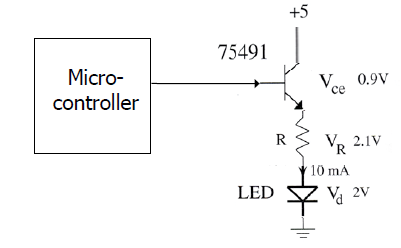 +5
75491
Micro-
controller
Vce 0.9V
R
VR 2.1V
10 mA
LED
Vd 2V